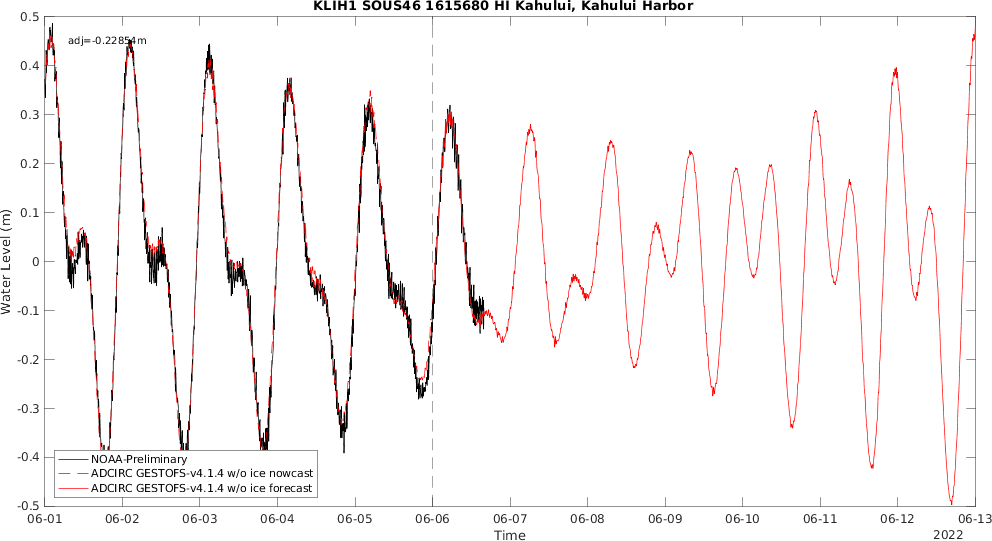 KLIH1 SOUS46 1615680 HI Kahului, Kahului Harbor
adj=-0.22854m
0.5
0.4
0.3
0.2
0.1
0
-0.1
-0.2
-0.3
-0.4
-0.5
Water Level (m)
NOAA-Preliminary
ADCIRC GESTOFS-v4.1.4 w/o ice nowcast
ADCIRC GESTOFS-v4.1.4 w/o ice forecast
06-01 06-02 06-03 06-04 06-05 06-06 06-07 06-08 06-09 06-10 06-11 06-12 06-13
Time
2022